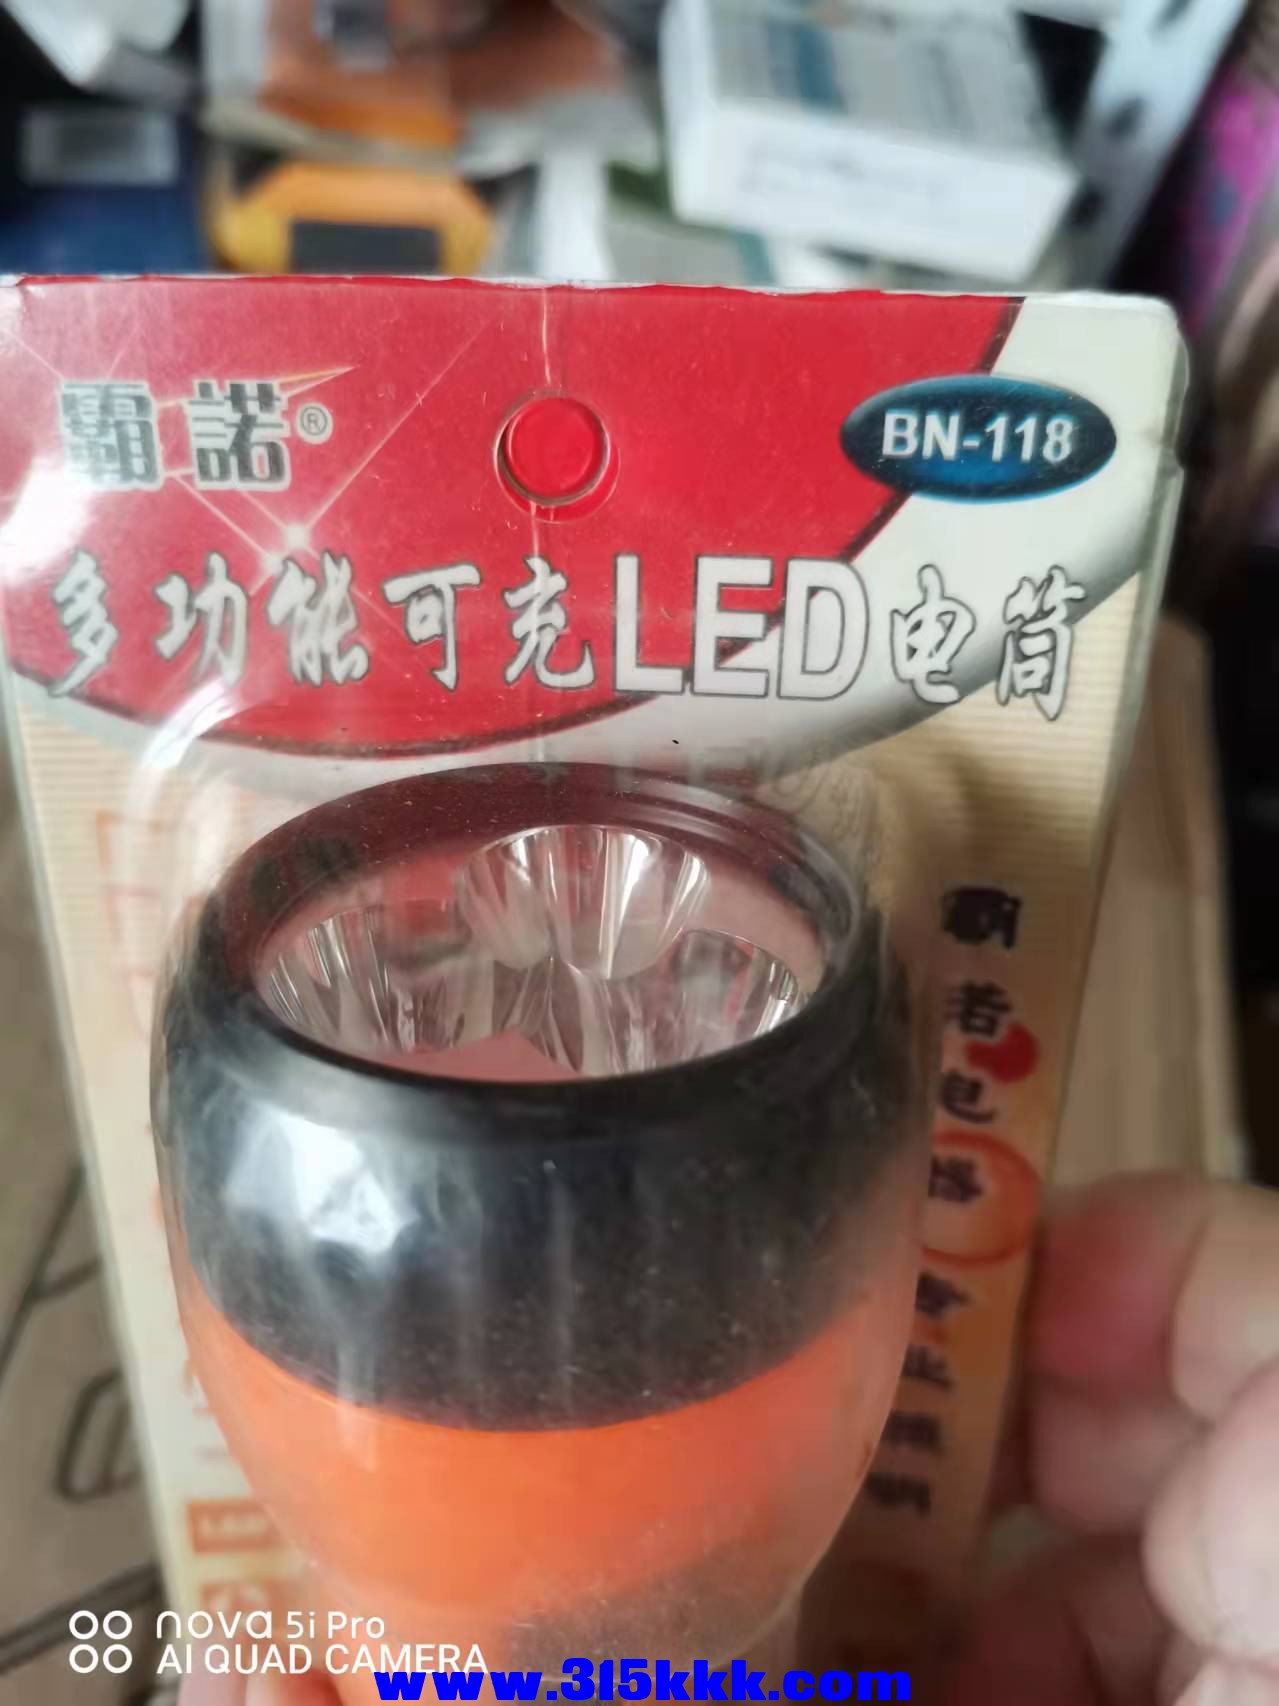 霸諾®
BN-118
多功能可充LED电筒
nova 5i Pro
AI QUAD CAMERA
www.315kkk.com